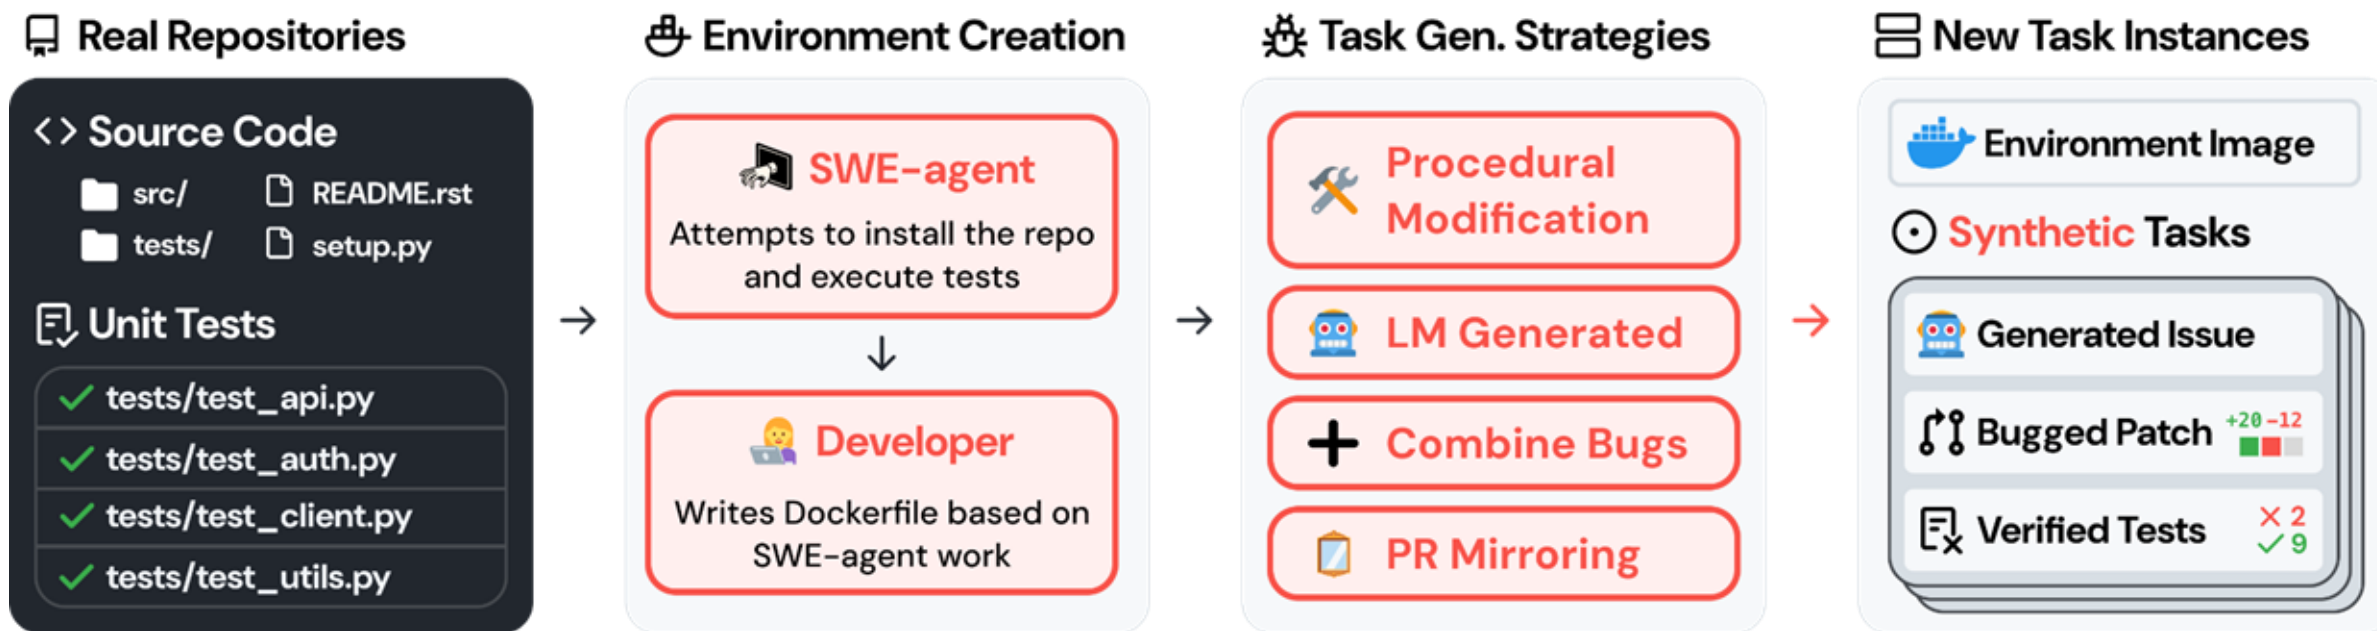 Real Repositories
Source Code
src/
README.rst
tests/
setup.py
Unit Tests
tests/test_api.py
tests/test_auth.py
tests/test_client.py
tests/test_utils.py
Environment Creation
SWE-agent
Attempts to install the repo
and execute tests
Developer
Writes Dockerfile based on
SWE-agent work
Task Gen. Strategies
Procedural
Modification
LM Generated
Combine Bugs
PR Mirroring
New Task Instances
Environment Image
Synthetic Tasks
Generated Issue
Bugged Patch +20 -12
Verified Tests
2
9